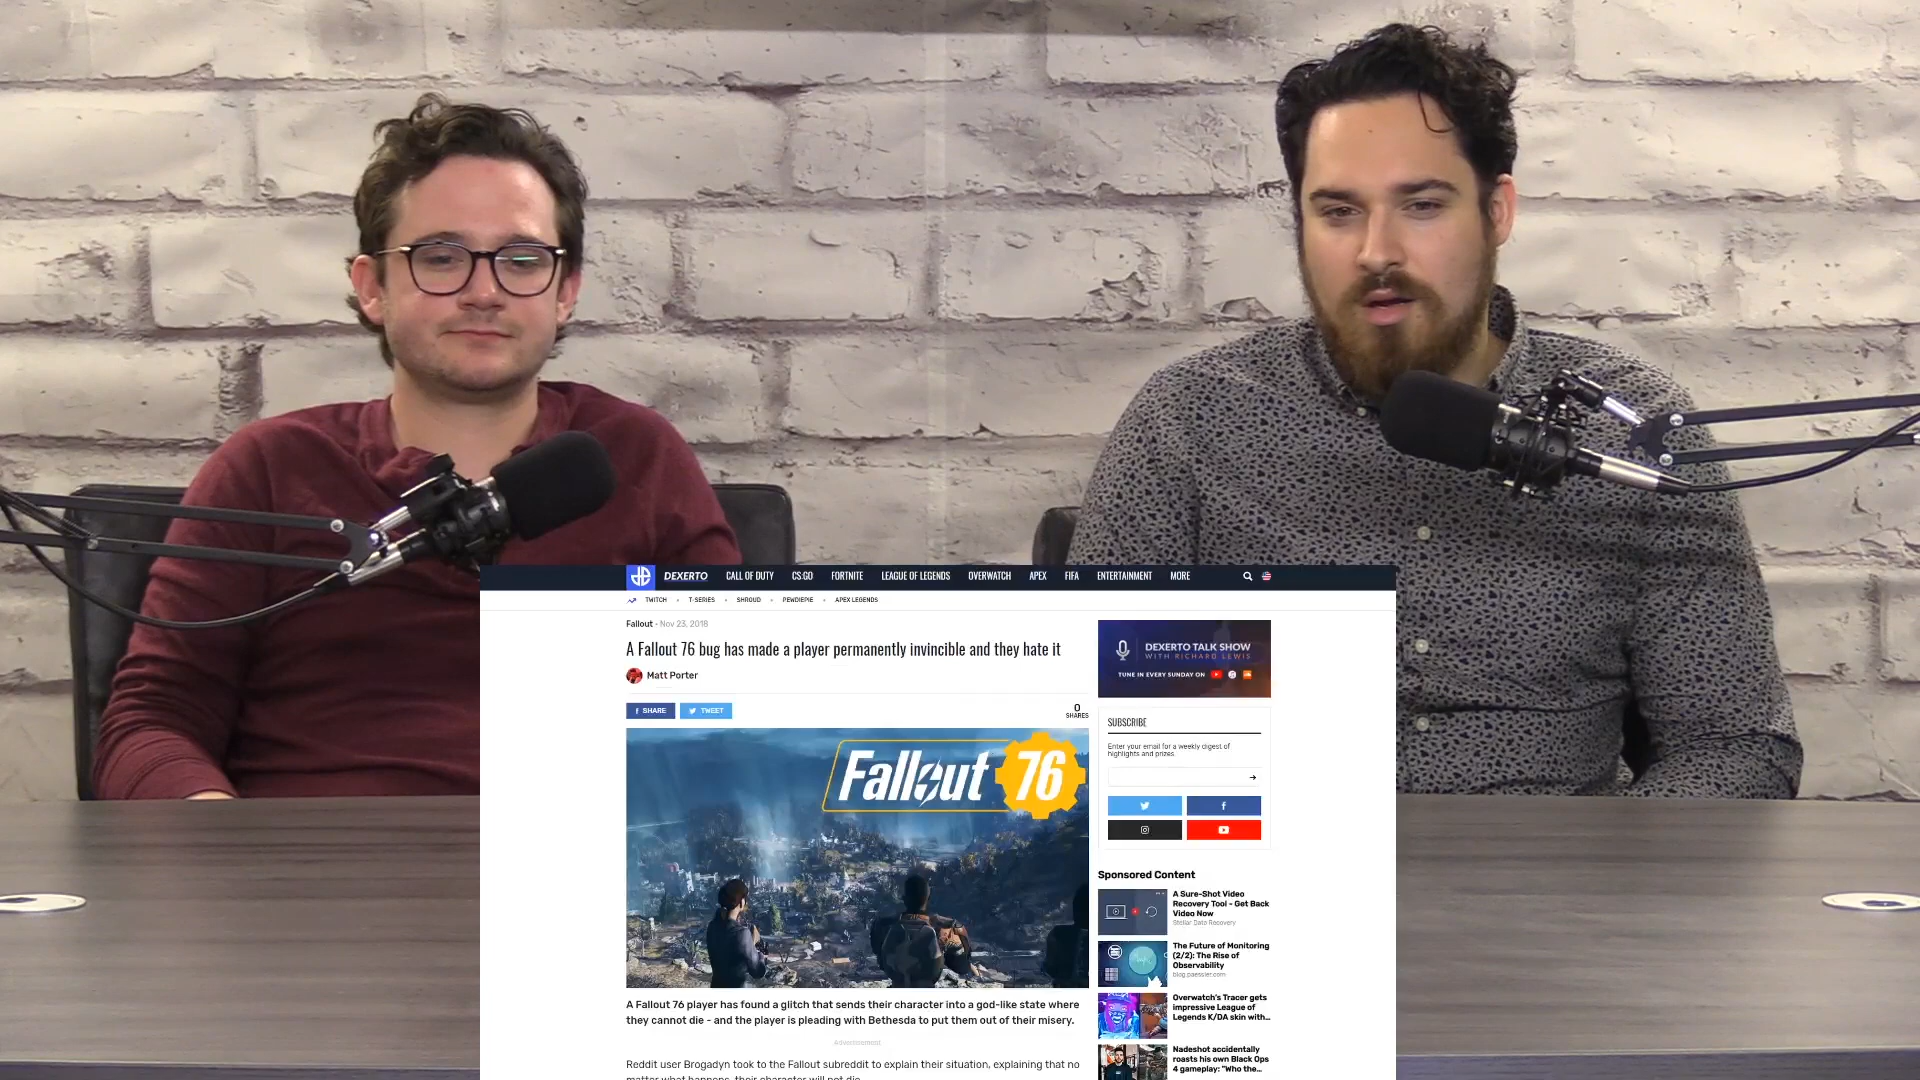 DEXERTO CALL OF DUTY CS:GO FORTNITE LEAGUE OF LEGENDS OVERWATCH APEX FIFA ENTERTAINMENT MORE
TWITCH • T-SERIES • SHROUD • PEWDIEPIE • APEX LEGENDS
Fallout - Nov 23, 2018
A Fallout 76 bug has made a player permanently invincible and they hate it
Matt Porter
f SHARE TWEET
0
SHARES
Fallout 76
A Fallout 76 player has found a glitch that sends their character into a god-like state where
they cannot die - and the player is pleading with Bethesda to put them out of their misery.
Advertisement
Reddit user Brogadyn took to the Fallout subreddit to explain their situation, explaining that no
matter what happens, their character will not die.
DEXERTO TALK SHOW
WITH RICHARD LEWIS
TUNE IN EVERY SUNDAY ON
SUBSCRIBE
Enter your email for a weekly digest of
highlights and prizes.
Sponsored Content
A Sure-Shot Video
Recovery Tool - Get Back
Video Now
Stellar Data Recovery
The Future of Monitoring
(2/2): The Rise of
Observability
blog.paessler.com
Overwatch's Tracer gets
impressive League of
Legends K/DA skin with...
Nadeshot accidentally
roasts his own Black Ops
4 gameplay: "Who the...